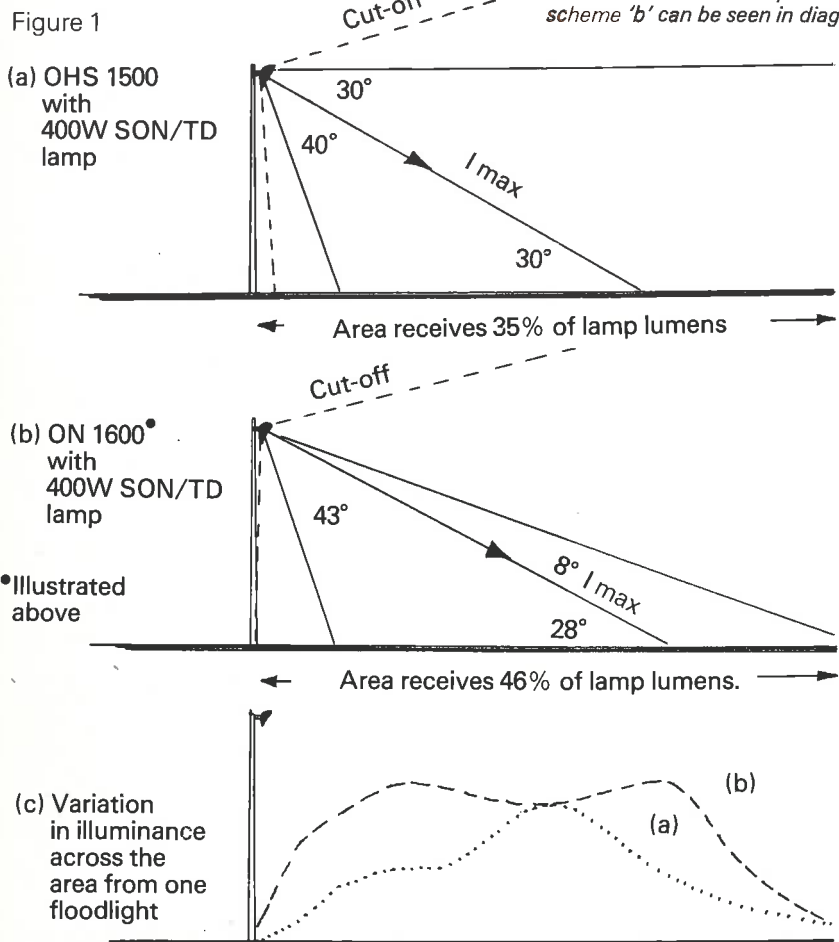 scheme 'b' can be seen in diag
Figure 1
Cut-off
(a) OHS 1500
with
400W SON/TD
lamp
30°
40°
I max
30°
Area receives 35% of lamp lumens
Cut-off
(b) ON 1600•
with
400W SON/TD
lamp
43°
8° I max
28°
•Illustrated
above
Area receives 46% of lamp lumens.
(c) Variation
in illuminance
across the
area from one
floodlight
(b)
(a)